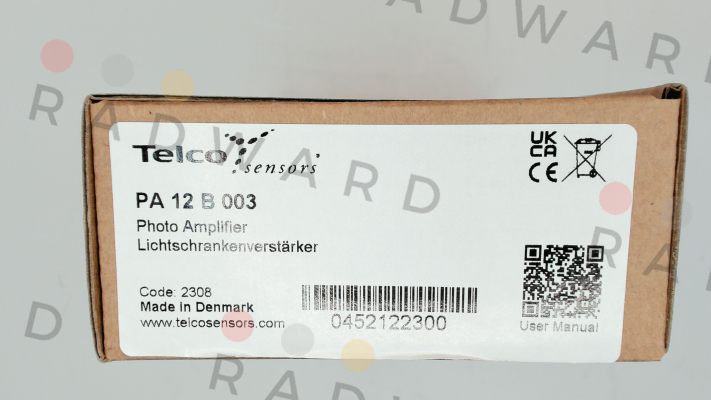 RADWARD
RADWARD
Telco sensors
UK
CA
CE
PA 12 B 003
Photo Amplifier
Lichtschrankenverstärker
Code: 2308
Made in Denmark
www.telcosensors.com
0452122300
User Manual
RA
D
RADWARD